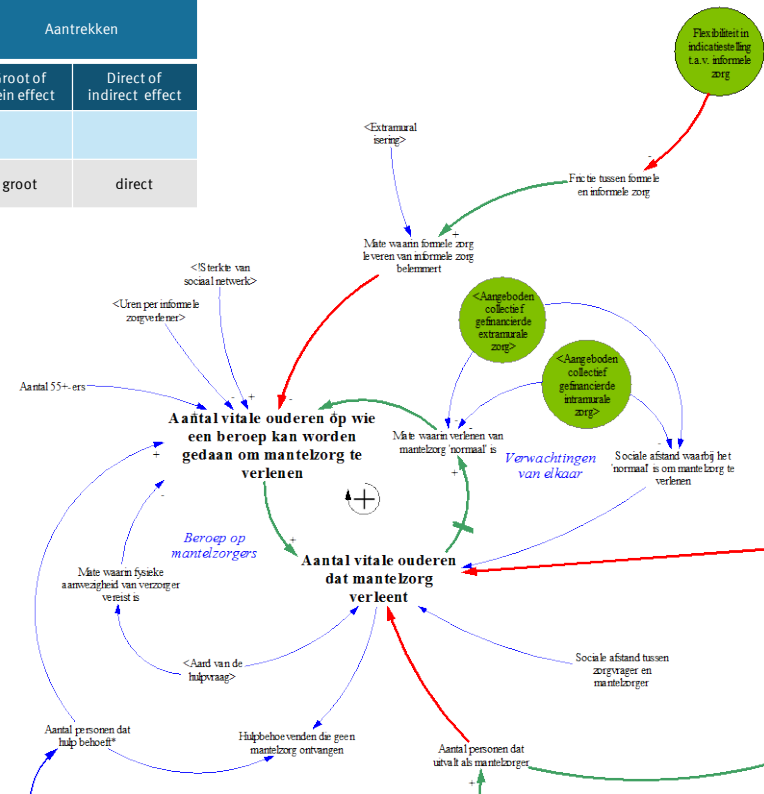 Aantrekken
Groot of
klein effect
Direct of
indirect effect
groot
direct
Flexibiliteit in
indicatiestelling
t.a.v. informele
zorg
-
<Extramural
isering>
Frictie tussen formele
en informele zorg
+
Mate waarin formele zorg
leveren van informele zorg
belemmert
<!Sterkte van
sociaal netwerk>
<Uren per informele
zorgverlener>
<Aangeboden
collectief
gefinancierde
extramurale
zorg>
<Aangeboden
collectief
gefinancierde
intramurale
zorg>
Aantal 55+-ers
- +
-
Aantal vitale ouderen op wie
een beroep kan worden
gedaan om mantelzorg te
verlenen
+
- -
Mate waarin verlenen van
mantelzorg 'normaal' is
+
Verwachtingen
van elkaar
- -
Sociale afstand waarbij het
'normaal' is om mantelzorg te
verlenen
+
-
+
Beroep op
mantelzorgers
+
Aantal vitale ouderen
dat mantelzorg
verleent
Mate waarin fysieke
aanwezigheid van verzorger
vereist is
<Aard van de
hulpvraag>
Sociale afstand tussen
zorgvrager en
mantelzorger
Aantal personen dat
hulp behoeft*
Hulpbehoevenden die geen
mantelzorg ontvangen
Aantal personen dat
uitvalt als mantelzorger
+